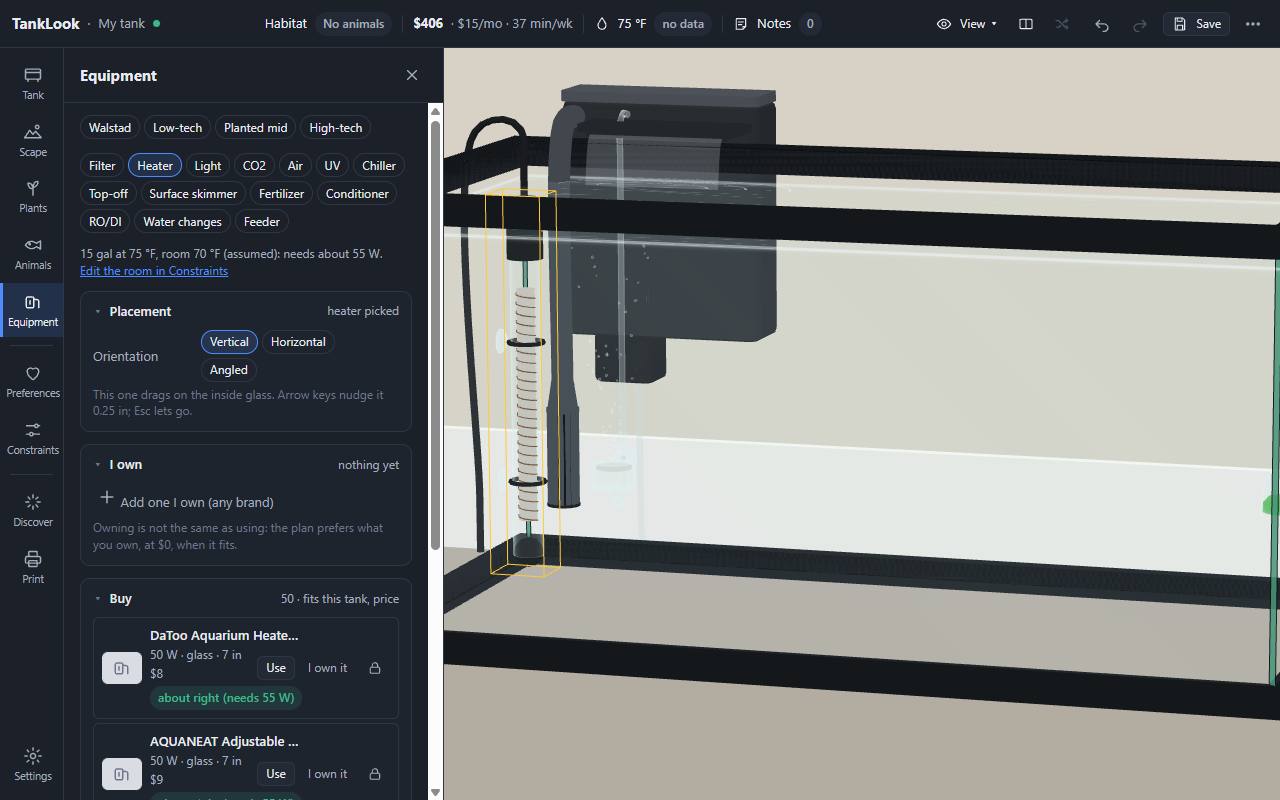 TankLook · My tank
Habitat No animals $406 · $15/mo · 37 min/wk 75 °F no data Notes 0 View Save
Tank
Scape
Plants
Animals
Equipment
Preferences
Constraints
Discover
Print
Settings
Equipment
Walstad Low-tech Planted mid High-tech
Filter Heater Light CO2 Air UV Chiller
Top-off Surface skimmer Fertilizer Conditioner
RO/DI Water changes Feeder
15 gal at 75 °F, room 70 °F (assumed): needs about 55 W.
Edit the room in Constraints
Placement heater picked
Orientation Vertical Horizontal
Angled
This one drags on the inside glass. Arrow keys nudge it
0.25 in; Esc lets go.
I own nothing yet
Add one I own (any brand)
Owning is not the same as using: the plan prefers what
you own, at $0, when it fits.
Buy 50 · fits this tank, price
DaToo Aquarium Heate...
50 W · glass · 7 in
$8
Use I own it
about right (needs 55 W)
AQUANEAT Adjustable ...
50 W · glass · 7 in
$9
Use I own it